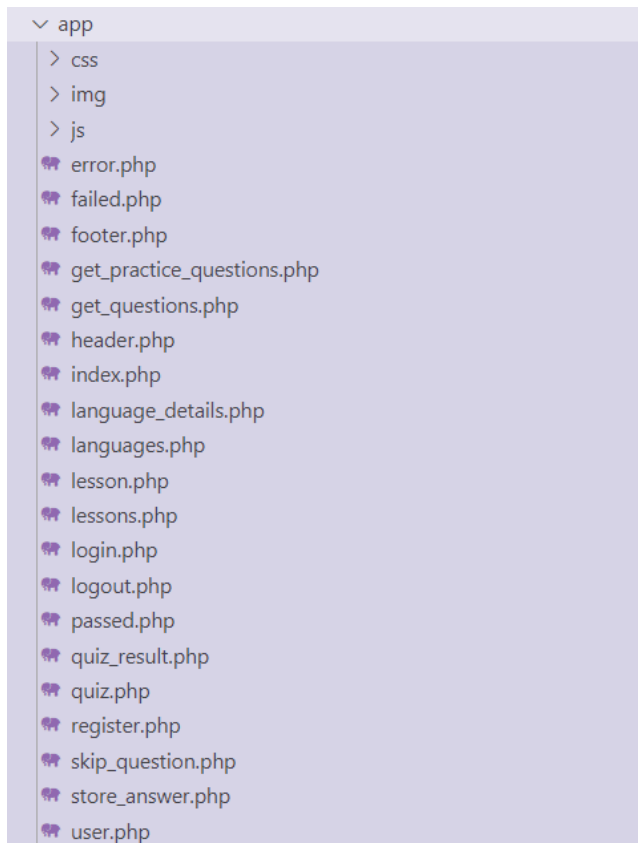 app
css
img
js
error.php
failed.php
footer.php
get_practice_questions.php
get_questions.php
header.php
index.php
language_details.php
languages.php
lesson.php
lessons.php
login.php
logout.php
passed.php
quiz_result.php
quiz.php
register.php
skip_question.php
store_answer.php
user.php